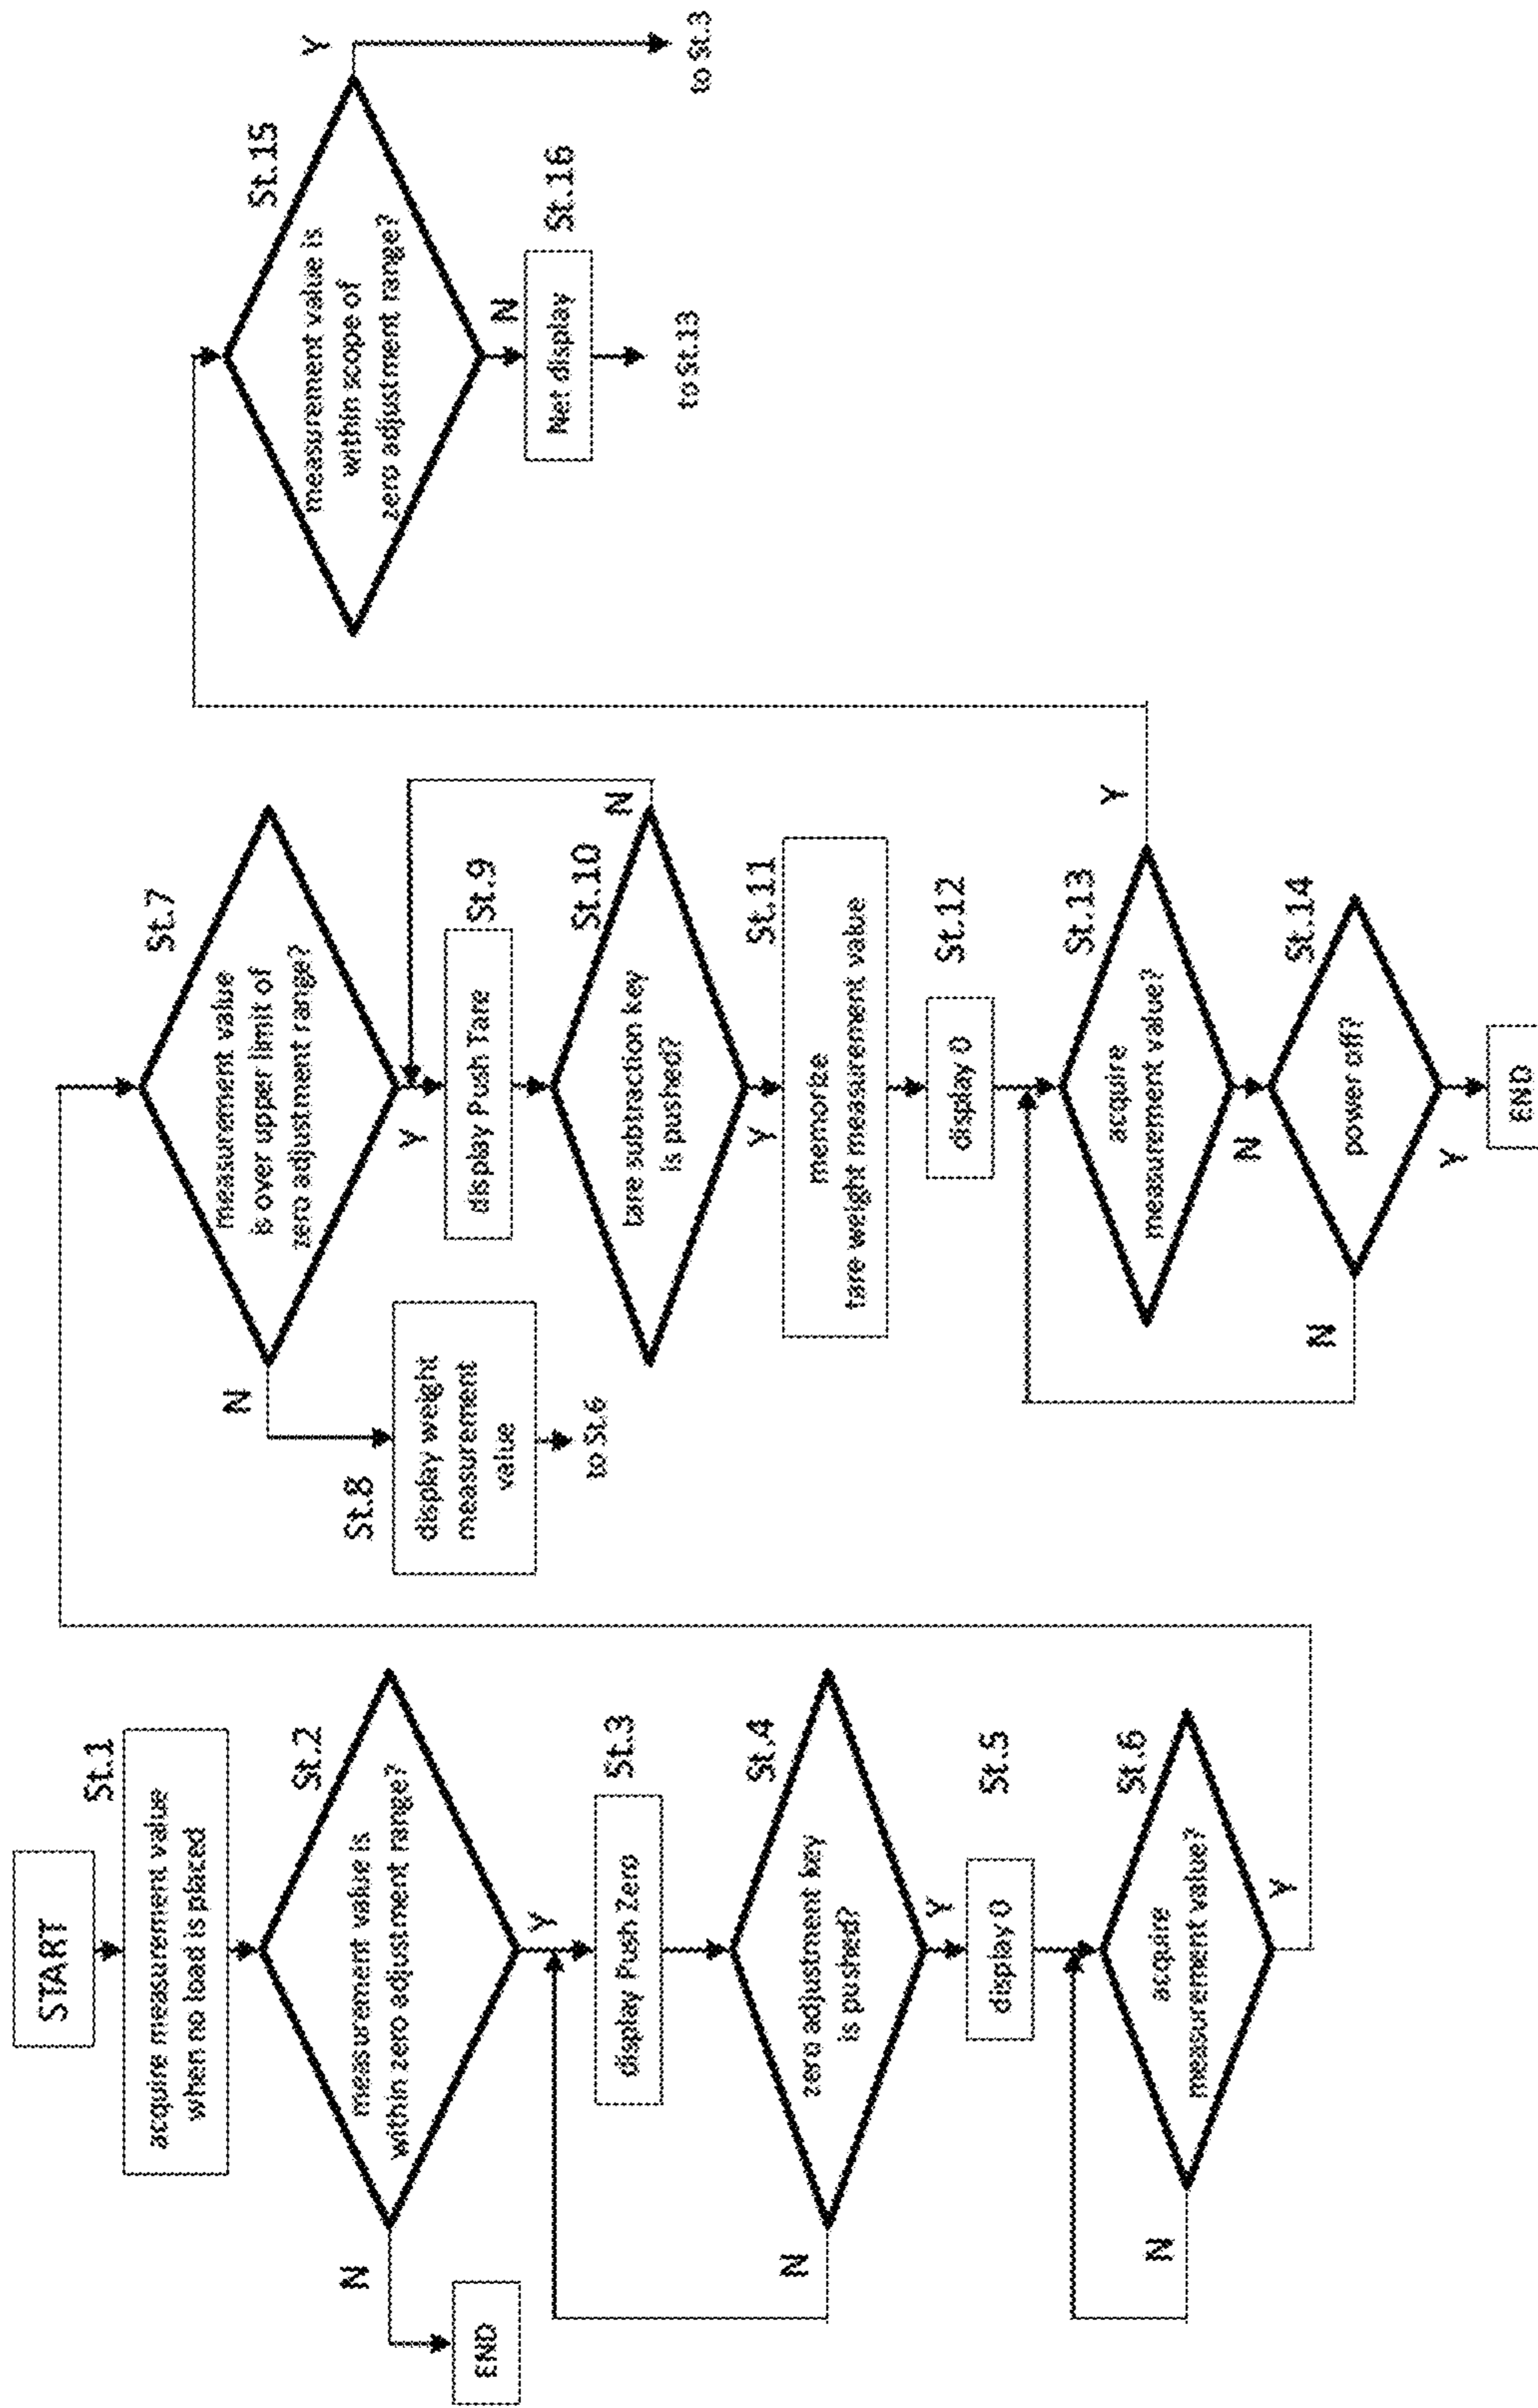 START
St.1
acquire measurement value
when no load is placed
St.2
measurement value is
within zero adjustment range?
N
END
Y
St.3
display Push Zero
St.4
zero adjustment key
is pushed?
N
Y
St.5
display 0
St.6
acquire
measurement value?
N
Y
St.7
measurement value
is over upper limit of
zero adjustment range?
N
St.8
display weight
measurement
value
to St.6
Y
St.9
display Push Tare
St.10
tare subtraction key
is pushed?
N
Y
St.11
memorize
tare weight measurement value
St.12
display 0
St.13
acquire
measurement value?
Y
N
St.14
power off?
N
Y
END
St.15
measurement value is
within scope of
zero adjustment range?
Y
to St.3
N
St.16
Net display
to St.13